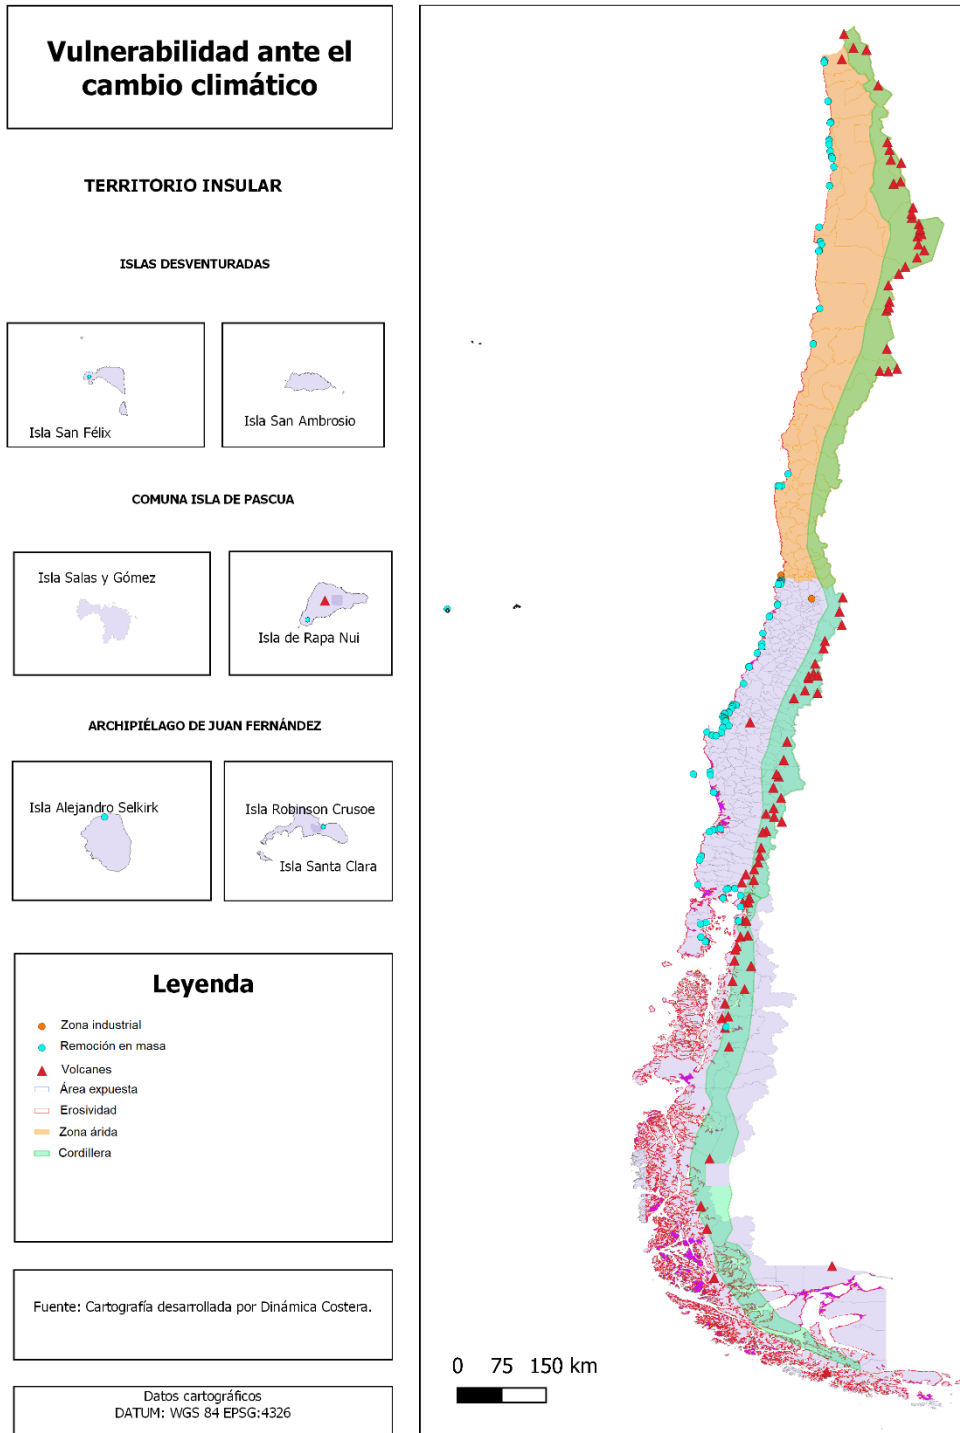 Vulnerabilidad ante el
cambio climático
TERRITORIO INSULAR
ISLAS DESVENTURADAS
Isla San Félix
Isla San Ambrosio
COMUNA ISLA DE PASCUA
Isla Salas y Gómez
Isla de Rapa Nui
ARCHIPIÉLAGO DE JUAN FERNÁNDEZ
Isla Alejandro Selkirk
Isla Robinson Crusoe
Isla Santa Clara
Leyenda
Zona industrial
Remoción en masa
Volcanes
Área expuesta
Erosividad
Zona árida
Cordillera
Fuente: Cartografía desarrollada por Dinámica Costera.
Datos cartográficos
DATUM: WGS 84 EPSG:4326
0 75 150 km